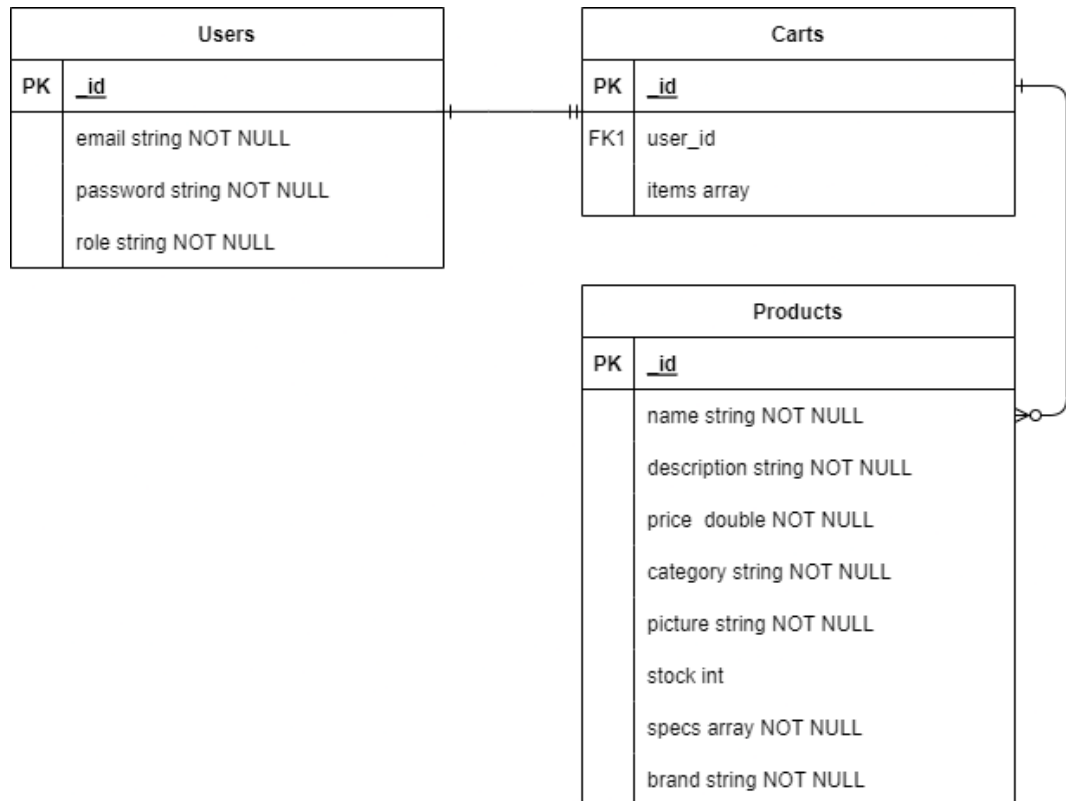 Users
PK _id
email string NOT NULL
password string NOT NULL
role string NOT NULL
Carts
PK _id
FK1 user_id
items array
Products
PK _id
name string NOT NULL
description string NOT NULL
price  double NOT NULL
category string NOT NULL
picture string NOT NULL
stock int
specs array NOT NULL
brand string NOT NULL